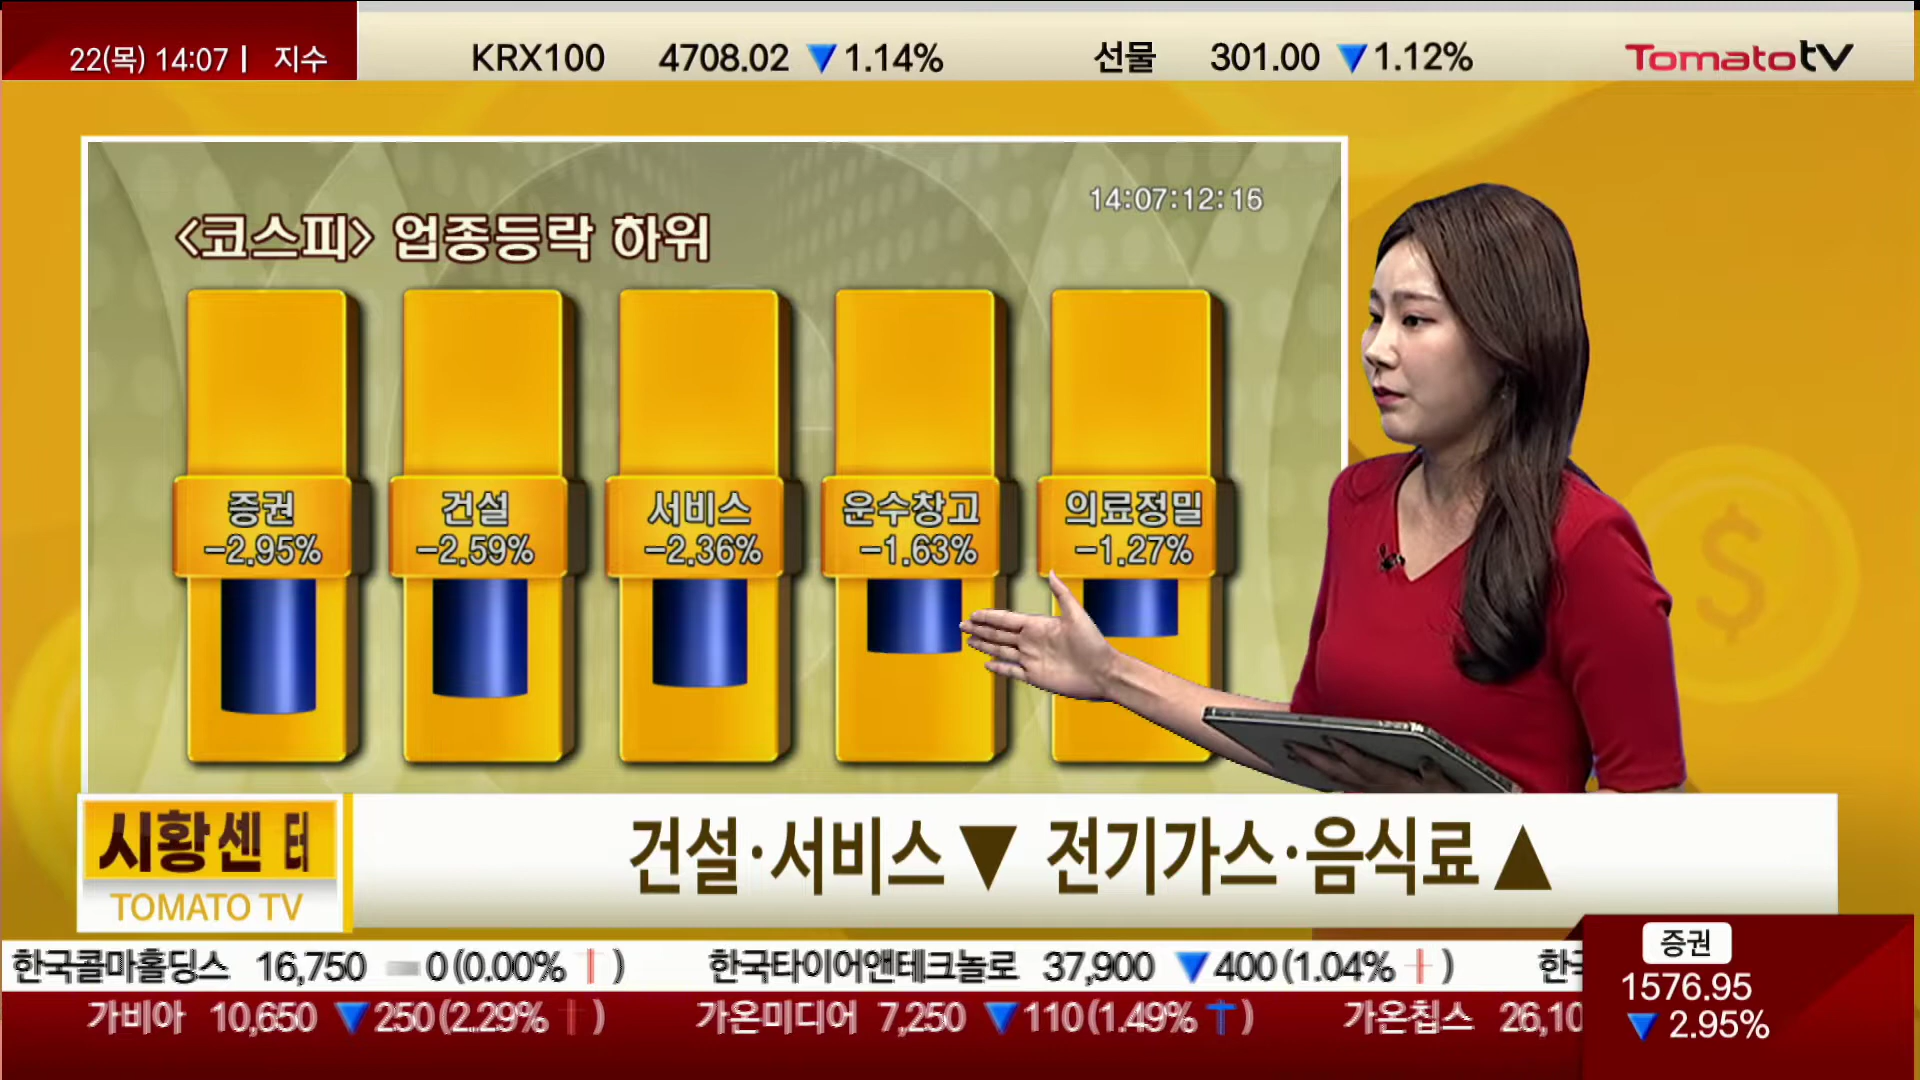 22(목) 14:07 | 지수 KRX100 4708.02 ▼1.14% 선물 301.00 ▼1.12% Tomatotv
14:07:12:15
<코스피> 업종등락 하위
증권 건설 서비스 운수창고 의료정밀
-2.95% -2.59% -2.36% -1.63% -1.27%
시황센터
TOMATO TV
건설·서비스▼ 전기가스·음식료▲
한국콜마홀딩스 16,750 0(0.00% ) 한국타이어앤테크놀로 37,900 ▼400(1.04% )
가비아 10,650 ▼250(2.29% ) 가온미디어 7,250 ▼110(1.49% ) 가온칩스 26,10
증권
1576.95
▼ 2.95%